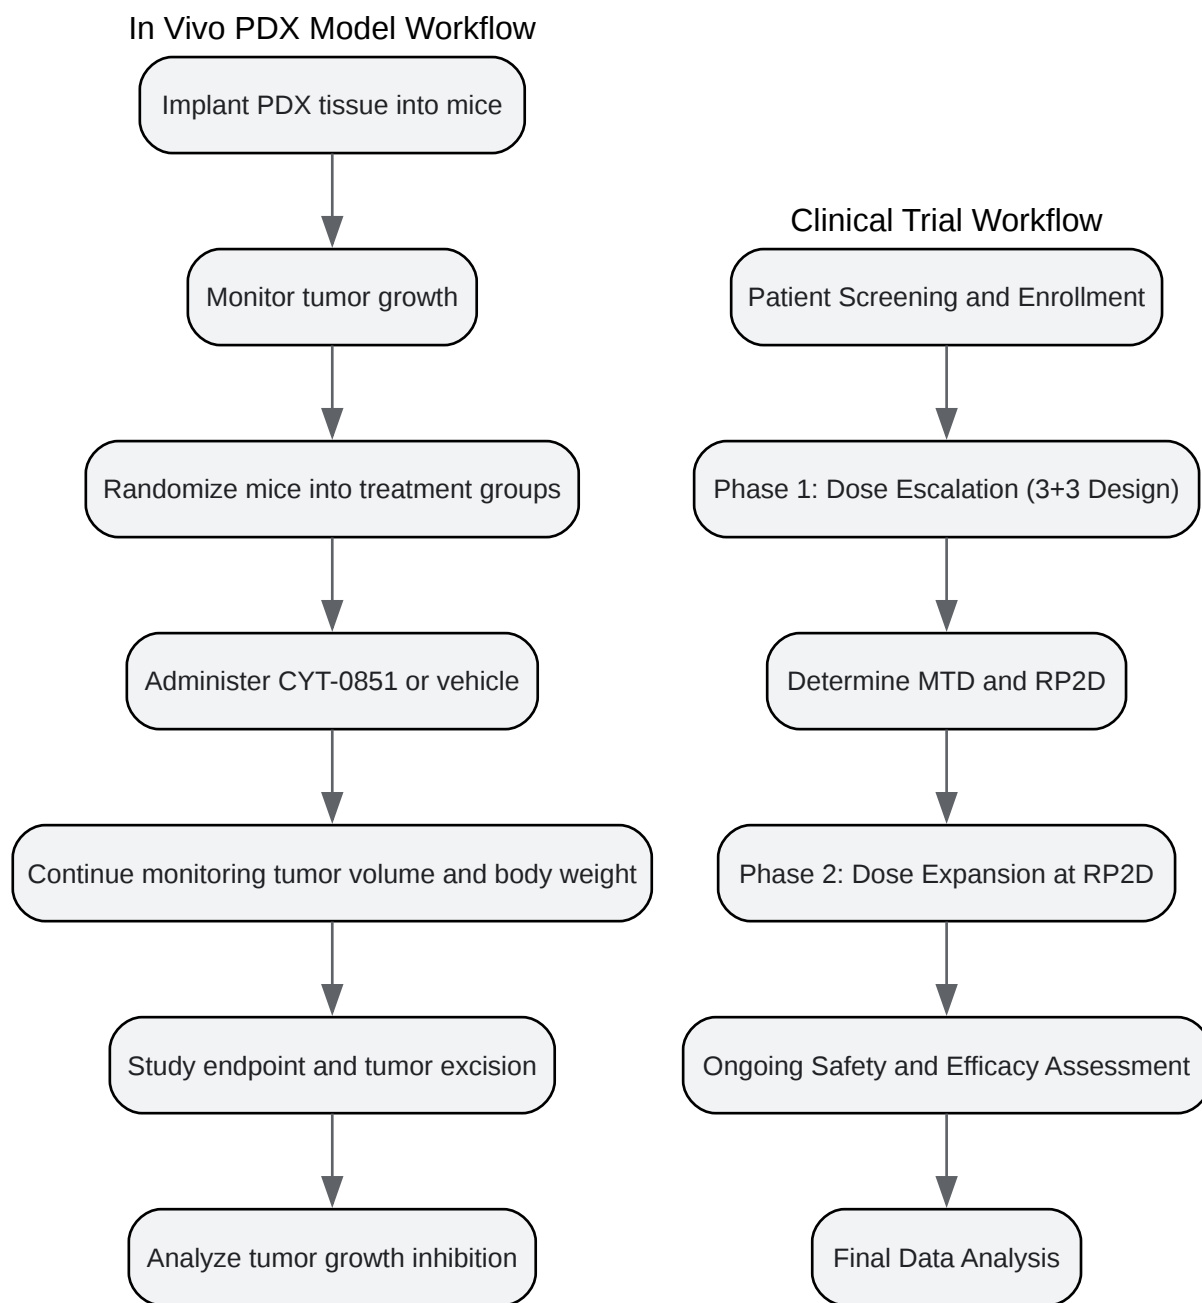 In Vivo PDX Model Workflow
Implant PDX tissue into mice
Monitor tumor growth
Randomize mice into treatment groups
Administer CYT-0851 or vehicle
Continue monitoring tumor volume and body weight
Study endpoint and tumor excision
Analyze tumor growth inhibition
Clinical Trial Workflow
Patient Screening and Enrollment
Phase 1: Dose Escalation (3+3 Design)
Determine MTD and RP2D
Phase 2: Dose Expansion at RP2D
Ongoing Safety and Efficacy Assessment
Final Data Analysis